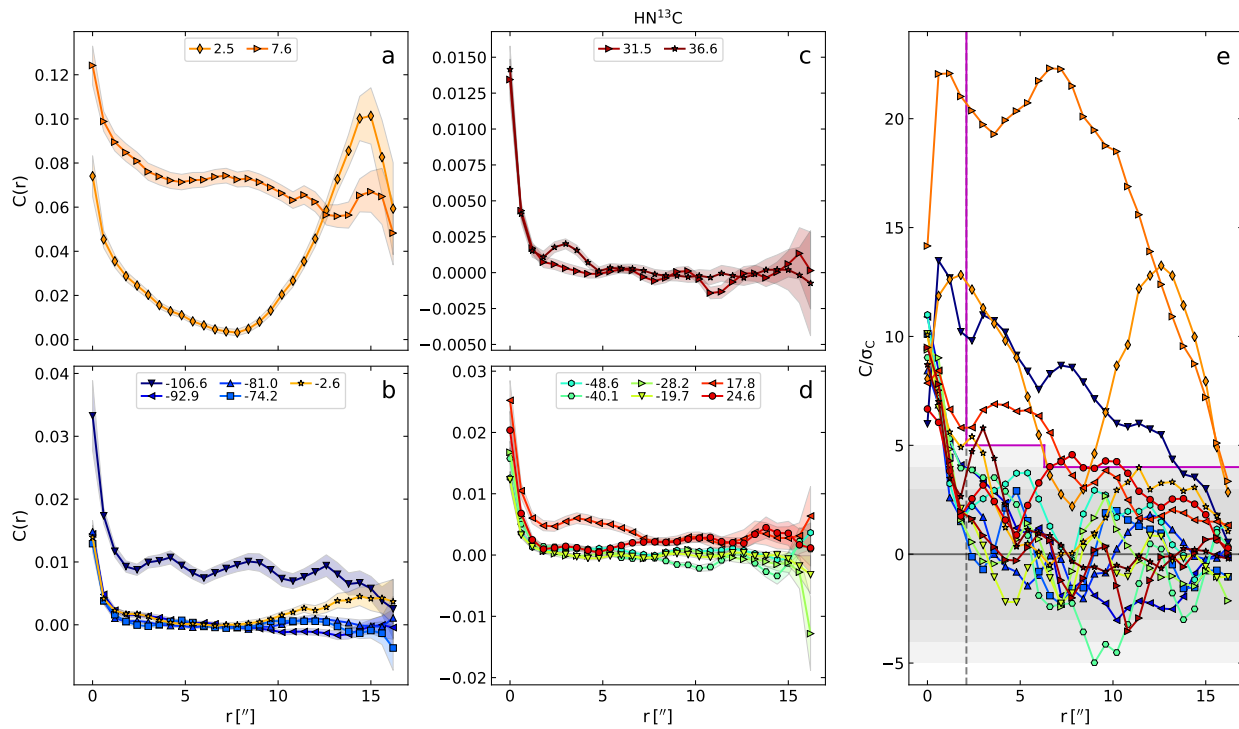 HN¹³C
a
2.5 7.6
C(r)
0.12
0.10
0.08
0.06
0.04
0.02
0.00
c
31.5 36.6
0.0150
0.0125
0.0100
0.0075
0.0050
0.0025
0.0000
−0.0025
−0.0050
b
-106.6 -81.0 -2.6
-92.9 -74.2
C(r)
0.04
0.03
0.02
0.01
0.00
0 5 10 15
r [″]
d
-48.6 -28.2 17.8
-40.1 -19.7 24.6
0.03
0.02
0.01
0.00
−0.01
−0.02
0 5 10 15
r [″]
e
C/σC
20
15
10
5
0
−5
0 5 10 15
r [″]